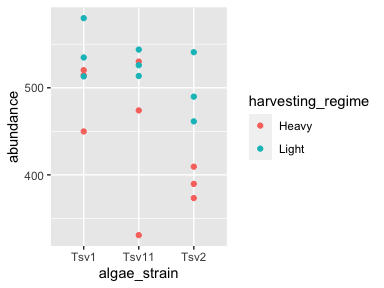 abundance
500
400
Tsv1 Tsv11 Tsv2
algae_strain
harvesting_regime
Heavy
Light